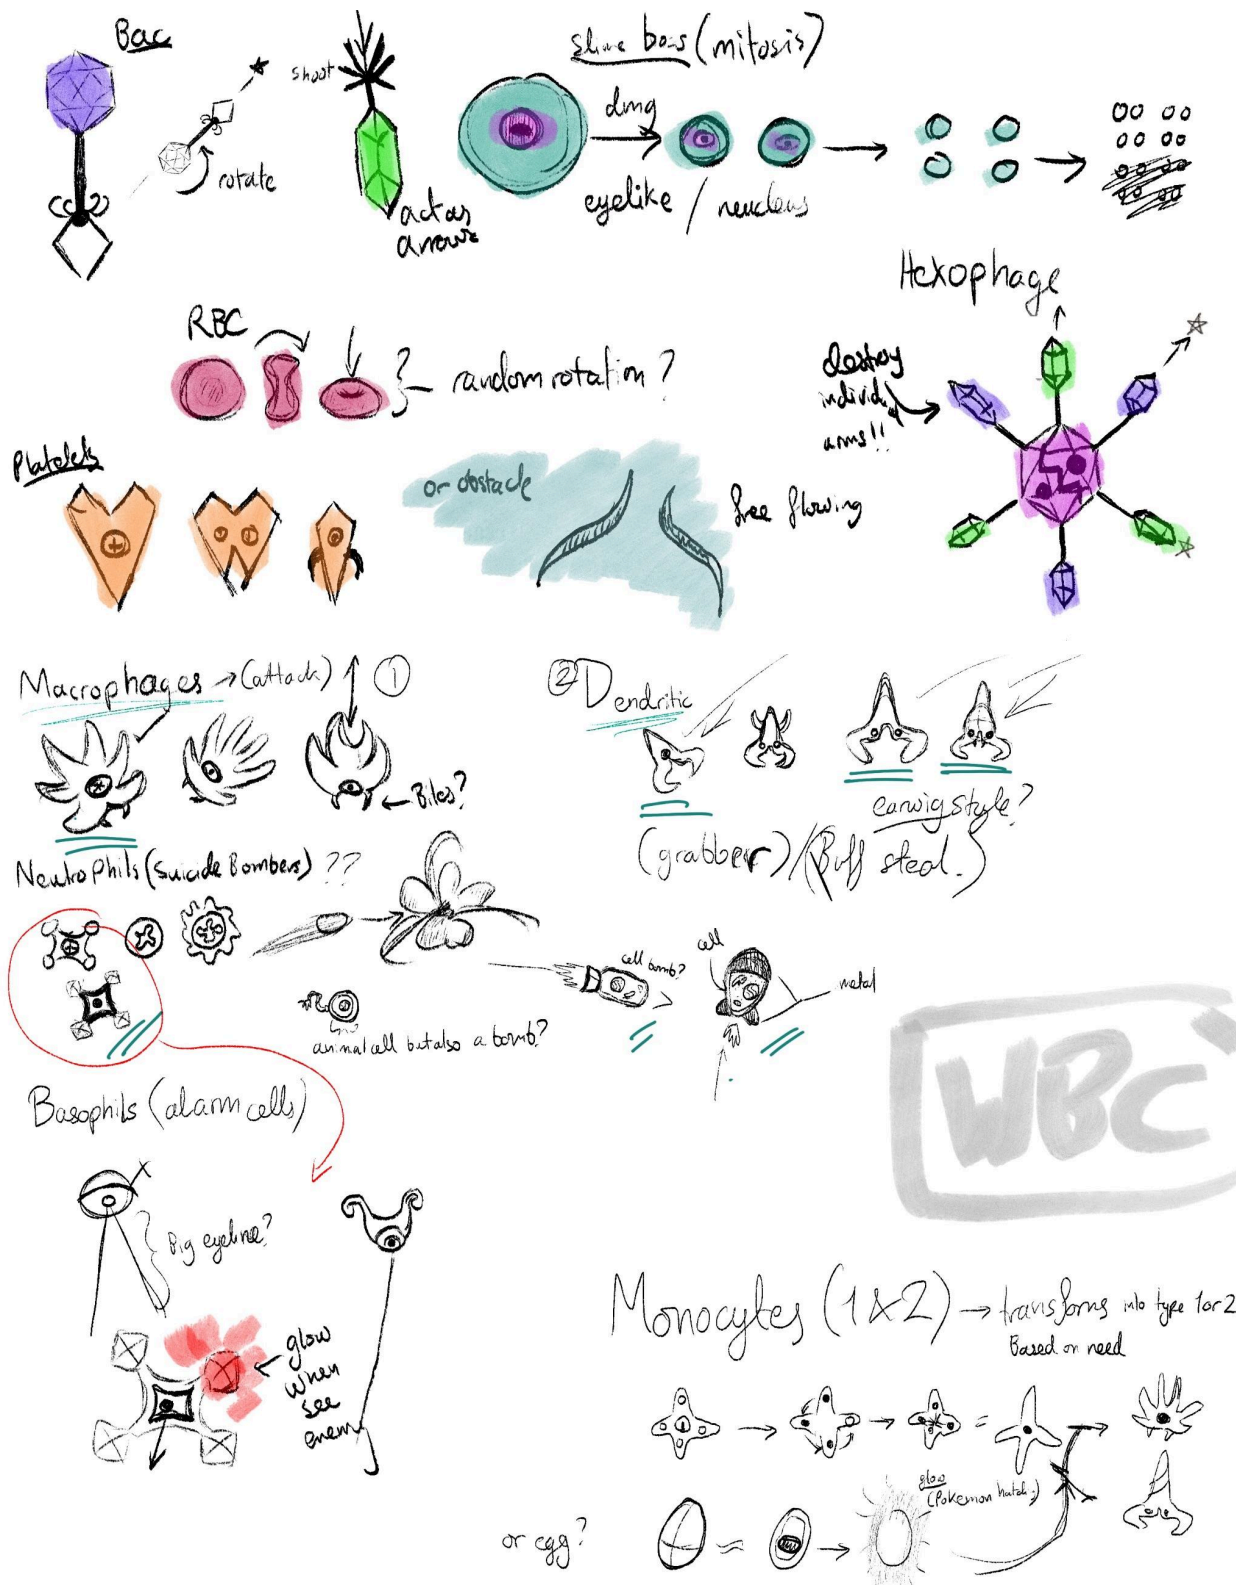 Bac
shoot
rotate
act as
arrows
slime boss (mitosis)
dmg
eyelike / neucleus
Hexophage
destroy
individual
arms!!
RBC
random rotation?
Platelets
or obstacle
free flowing
Macrophages → (attack)
1
← Bites?
2 Dendritic
earwig style?
(grabber)/(Buff steal.)
Neutrophils (Suicide Bombers) ??
animal cell but also a bomb?
cell bomb?
cell
metal
WBC
Basophils (alarm cells)
Big eyeline?
glow
when
see
enemy
Monocytes (1 & 2) → transforms into type 1 or 2
Based on need
or egg?
glow
(Pokemon hatch.)